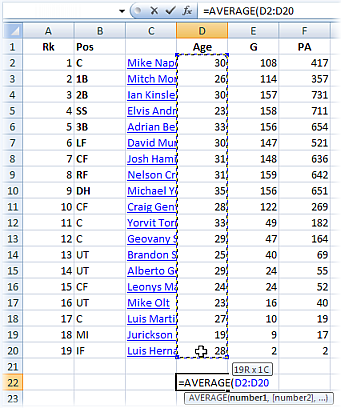 =AVERAGE(D2:D20
A B C D E F
1 Rk Pos Age G PA
2 1 C Mike Nap 30 108 417
3 2 1B Mitch Mor 26 114 357
4 3 2B Ian Kinsle 30 157 731
5 4 SS Elvis Andr 23 158 711
6 5 3B Adrian Be 33 156 654
7 6 LF David Mu 30 147 521
8 7 CF Josh Ham 31 148 636
9 8 RF Nelson Cr 31 159 642
10 9 DH Michael Y 35 156 651
11 10 CF Craig Gen 28 122 269
12 11 C Yorvit Tor 33 49 182
13 12 C Geovany S 29 47 164
14 13 UT Brandon S 25 40 69
15 14 UT Alberto G 29 24 55
16 15 CF Leonys Ma 24 24 52
17 16 UT Mike Olt 23 16 40
18 17 C Luis Marti 27 10 19
19 18 MI Jurickson 19 9 17
20 19 IF Luis Herna 28 2 2
21 19R x 1C
22 =AVERAGE(D2:D20
23 AVERAGE(number1, [number2], ...)